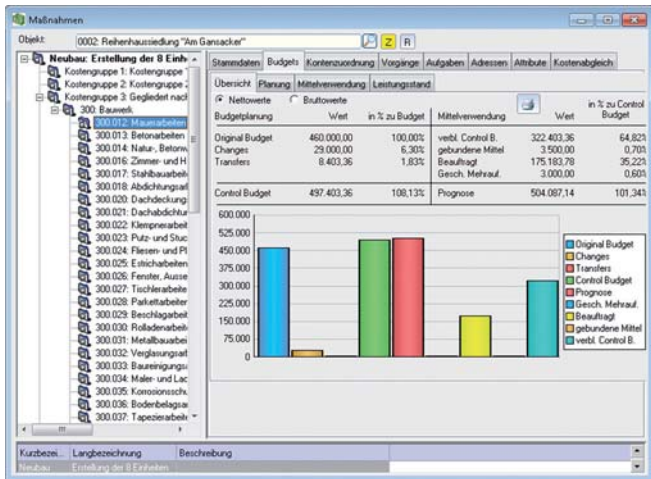 Maßnahmen
Objekt: 0002: Reihenhaussiedlung "Am Gansacker" Z R
Neubau: Erstellung der 8 Einh
Kostengruppe 1: Kostengruppe
Kostengruppe 2: Kostengruppe
Kostengruppe 3: Gegliedert nach
300: Bauwerk
300.012: Mauerarbeiten
300.013: Betonarbeiten
300.014: Natur-, Betonw
300.016: Zimmer- und H
300.017: Stahlbauarbeit
300.018: Abdichtungsarl
300.020: Dachdeckung
300.021: Dachabdichtur
300.022: Klempnerarbeit
300.023: Putz- und Stuc
300.024: Fliesen- und Pl
300.025: Estricharbeiten
300.026: Fenster, Ausse
300.027: Tischlerarbeite
300.028: Parkettarbeiter
300.029: Beschlagarbeit
300.030: Rolladenarbeit
300.031: Metallbauarbei
300.032: Verglasungsart
300.033: Baureinigungs
300.034: Maler- und Lac
300.035: Korrosionsschu
300.036: Bodenbelagsa
300.037: Tapezierarbeite
Stammdaten Budgets Kontenzuordnung Vorgänge Aufgaben Adressen Attribute Kostenabgleich
Übersicht Planung Mittelverwendung Leistungsstand
Nettowerte Bruttowerte
Budgetplanung Wert in % zu Budget Mittelverwendung Wert in % zu Control Budget
Original Budget 460.000,00 100,00% verbl. Control B. 322.403,36 64,82%
Changes 29.000,00 6,30% gebundene Mittel 3.500,00 0,70%
Transfers 8.403,36 1,83% Beauftragt 175.183,78 35,22%
Gesch. Mehrauf. 3.000,00 0,60%
Control Budget 497.403,36 108,13% Prognose 504.087,14 101,34%
600.000
525.000
450.000
375.000
300.000
225.000
150.000
75.000
0
Original Budget
Changes
Transfers
Control Budget
Prognose
Gesch. Mehrauf.
Beauftragt
gebundene Mittel
verbl. Control B.
Kurzbezei... Langbezeichnung Beschreibung
Neubau Erstellung der 8 Einheiten